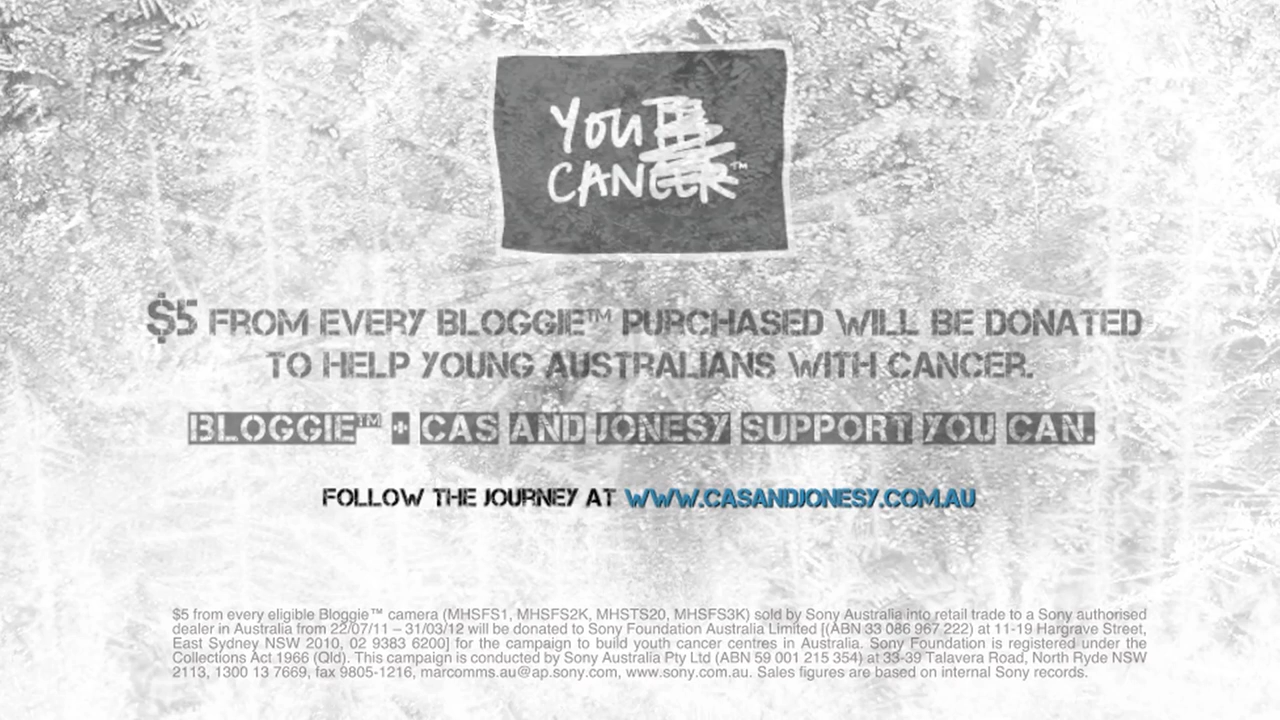 YOUTH
CANCER™
$5 FROM EVERY BLOGGIE™ PURCHASED WILL BE DONATED
TO HELP YOUNG AUSTRALIANS WITH CANCER.
BLOGGIE™ + CAS AND JONESY SUPPORT YOU CAN.
FOLLOW THE JOURNEY AT WWW.CASANDJONESY.COM.AU
$5 from every eligible Bloggie™ camera (MHSFS1, MHSFS2K, MHSTS20, MHSFS3K) sold by Sony Australia into retail trade to a Sony authorised
dealer in Australia from 22/07/11 – 31/03/12 will be donated to Sony Foundation Australia Limited [(ABN 33 086 967 222) at 11-19 Hargrave Street,
East Sydney NSW 2010, 02 9383 6200] for the campaign to build youth cancer centres in Australia. Sony Foundation is registered under the
Collections Act 1966 (Qld). This campaign is conducted by Sony Australia Pty Ltd (ABN 59 001 215 354) at 33-39 Talavera Road, North Ryde NSW
2113, 1300 13 7669, fax 9805-1216, marcomms.au@ap.sony.com, www.sony.com.au. Sales figures are based on internal Sony records.